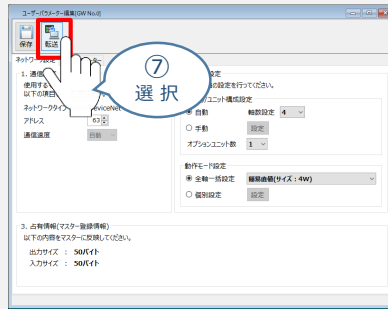 ユーザーパラメーター編集[GW No.0]
保存 転送
ネットワーク設定
1. 通信
使用する
以下の項目
ネットワークタイプ DeviceNet
アドレス 63
通信速度 自動
⑦
選択
設定
の設定を行ってください。
ユニット構成設定
自動 軸数設定 4
手動 設定
オプションユニット数 1
動作モード設定
全軸一括設定 簡易直値(サイズ：4W)
個別設定 設定
3. 占有情報(マスター登録情報)
以下の内容をマスターに反映してください。
出力サイズ ： 50バイト
入力サイズ ： 50バイト